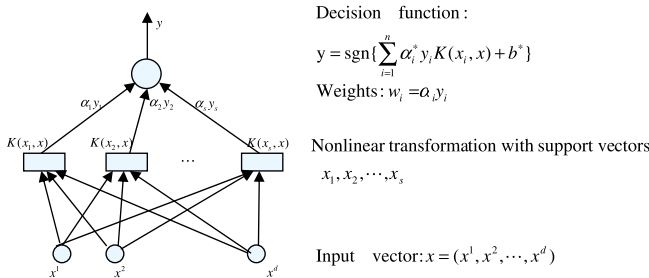 y
Decision function:
y = sgn{∑_{i=1}^{n} α_i^* y_i K(x_i, x) + b^*}
α_1 y_1 α_2 y_2 α_s y_s
Weights: w_i = α_i y_i
K(x_1, x) K(x_2, x) K(x_s, x)
...
Nonlinear transformation with support vectors
x_1, x_2, ⋯, x_s
Input vector: x = (x^1, x^2, ⋯, x^d)
x^1 x^2 x^d